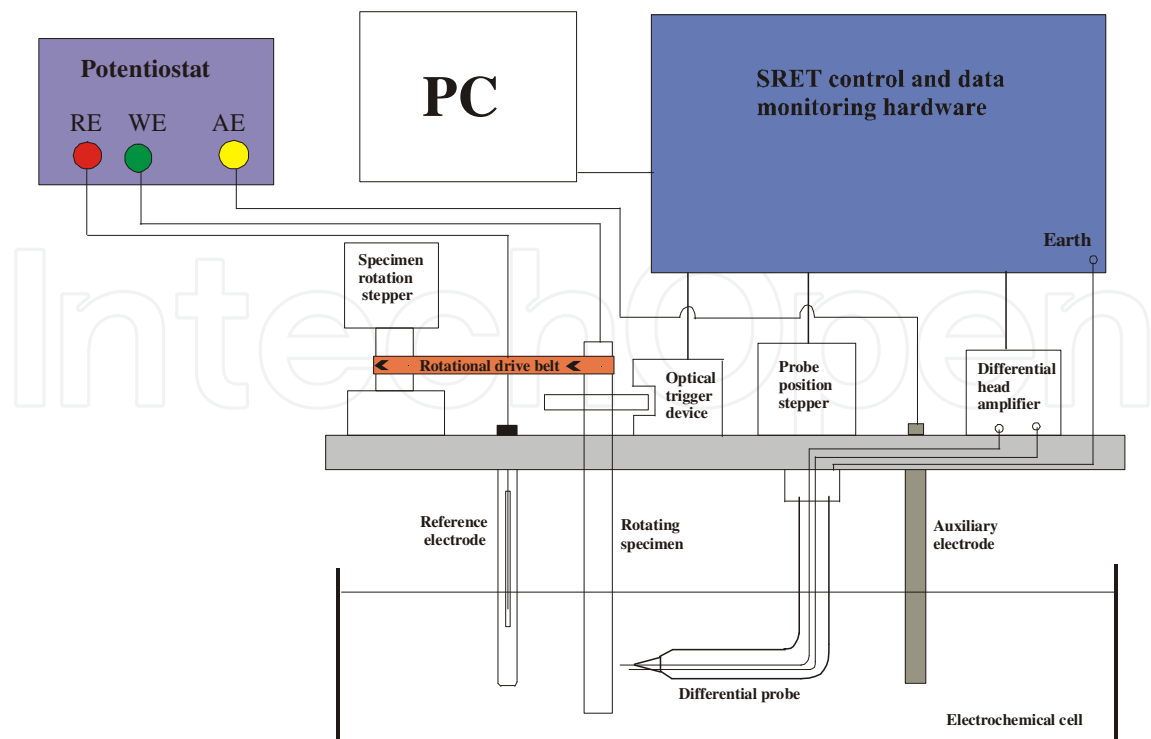 Potentiostat
RE WE AE
PC
SRET control and data
monitoring hardware
Earth
Specimen
rotation
stepper
Rotational drive belt
Optical
trigger
device
Probe
position
stepper
Differential
head
amplifier
IntechOpen
Reference
electrode
Rotating
specimen
Auxiliary
electrode
Differential probe
Electrochemical cell